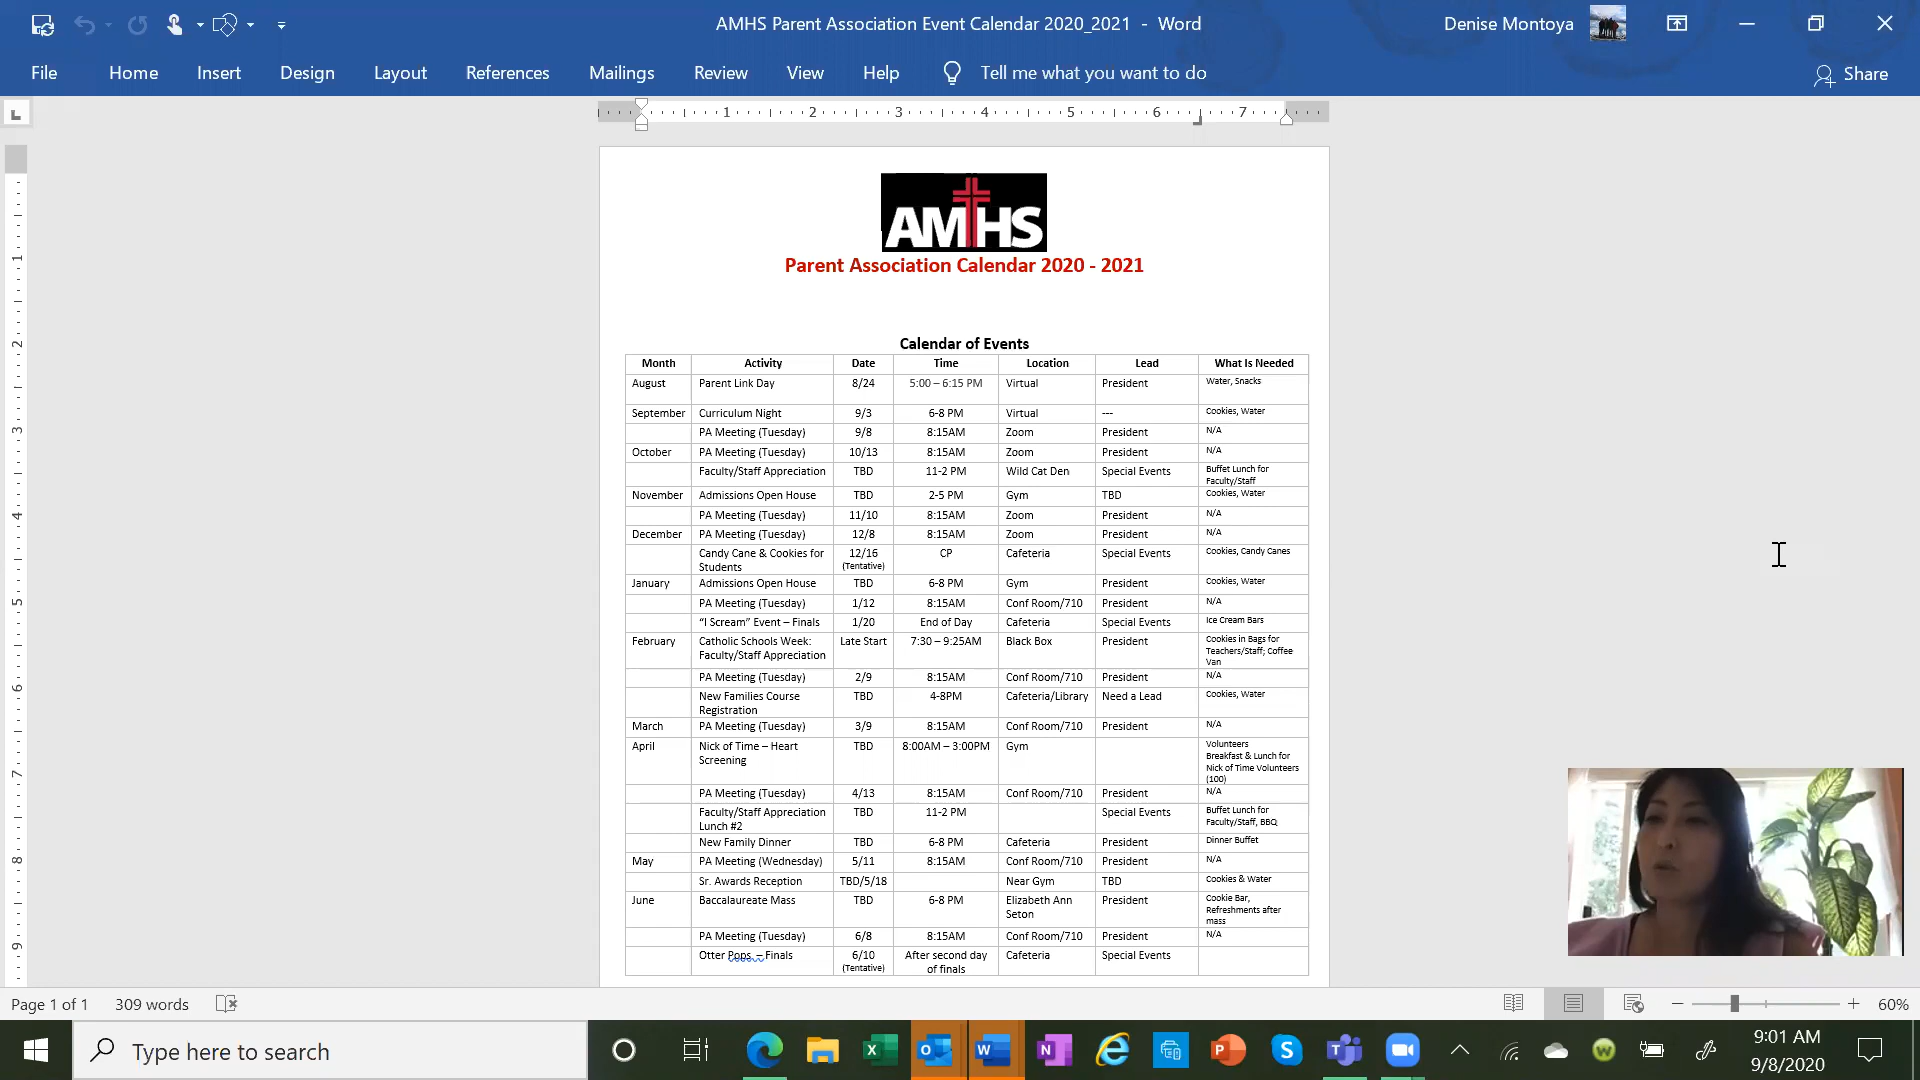 AMHS Parent Association Event Calendar 2020_2021 - Word
Denise Montoya
File Home Insert Design Layout References Mailings Review View Help Tell me what you want to do Share
1 2 3 4 5 6 7
AMHS
Parent Association Calendar 2020 - 2021
Calendar of Events
Month Activity Date Time Location Lead What Is Needed
August Parent Link Day 8/24 5:00 – 6:15 PM Virtual President Water, Snacks
September Curriculum Night 9/3 6-8 PM Virtual --- Cookies, Water
PA Meeting (Tuesday) 9/8 8:15AM Zoom President N/A
October PA Meeting (Tuesday) 10/13 8:15AM Zoom President N/A
Faculty/Staff Appreciation TBD 11-2 PM Wild Cat Den Special Events Buffet Lunch for
Faculty/Staff
November Admissions Open House TBD 2-5 PM Gym TBD Cookies, Water
PA Meeting (Tuesday) 11/10 8:15AM Zoom President N/A
December PA Meeting (Tuesday) 12/8 8:15AM Zoom President N/A
Candy Cane & Cookies for 12/16 CP Cafeteria Special Events Cookies, Candy Canes
Students (Tentative)
January Admissions Open House TBD 6-8 PM Gym President Cookies, Water
PA Meeting (Tuesday) 1/12 8:15AM Conf Room/710 President N/A
“I Scream” Event – Finals 1/20 End of Day Cafeteria Special Events Ice Cream Bars
February Catholic Schools Week: Late Start 7:30 – 9:25AM Black Box President Cookies in Bags for
Faculty/Staff Appreciation Teachers/Staff; Coffee
Van
PA Meeting (Tuesday) 2/9 8:15AM Conf Room/710 President N/A
New Families Course TBD 4-8PM Cafeteria/Library Need a Lead Cookies, Water
Registration
March PA Meeting (Tuesday) 3/9 8:15AM Conf Room/710 President N/A
April Nick of Time – Heart TBD 8:00AM – 3:00PM Gym Volunteers
Screening Breakfast & Lunch for
Nick of Time Volunteers
(100)
PA Meeting (Tuesday) 4/13 8:15AM Conf Room/710 President N/A
Faculty/Staff Appreciation TBD 11-2 PM Special Events Buffet Lunch for
Lunch #2 Faculty/Staff, BBQ
New Family Dinner TBD 6-8 PM Cafeteria President Dinner Buffet
May PA Meeting (Wednesday) 5/11 8:15AM Conf Room/710 President N/A
Sr. Awards Reception TBD/5/18 Near Gym TBD Cookies & Water
June Baccalaureate Mass TBD 6-8 PM Elizabeth Ann President Cookie Bar,
Seton Refreshments after
mass
PA Meeting (Tuesday) 6/8 8:15AM Conf Room/710 President N/A
Otter Pops – Finals 6/10 After second day Cafeteria Special Events
(Tentative) of finals
1
2
3
4
5
6
7
8
9
Page 1 of 1 309 words 60%
Type here to search
9:01 AM
9/8/2020